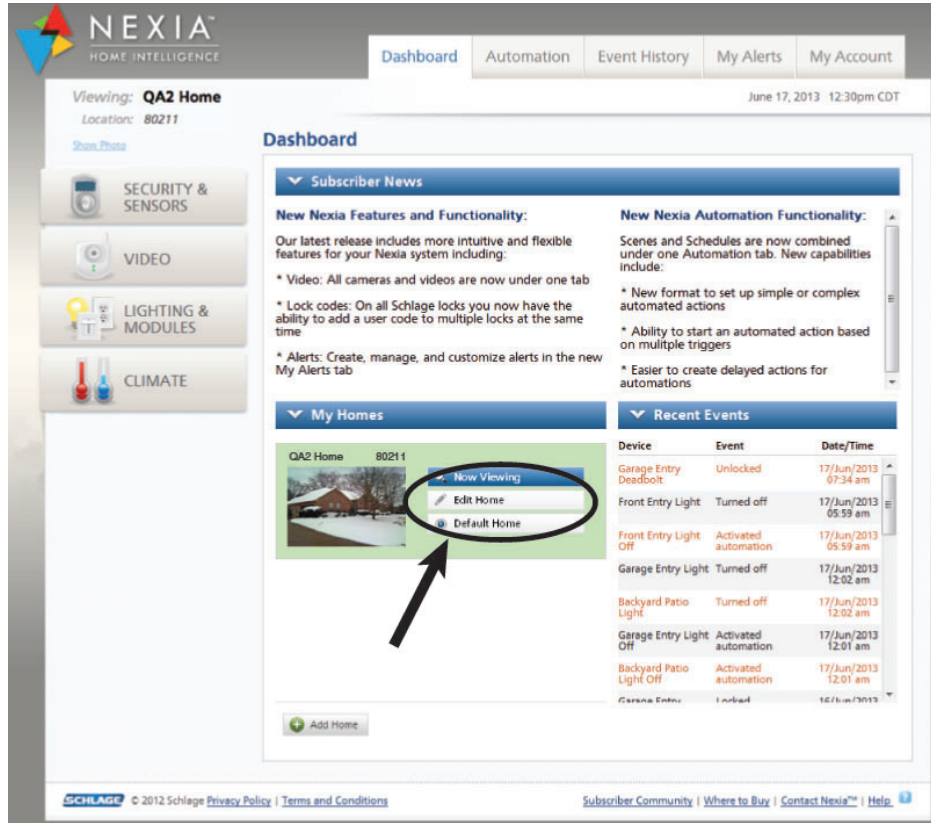 NEXIA™
HOME INTELLIGENCE
Dashboard
Automation
Event History
My Alerts
My Account
Viewing: QA2 Home
Location: 80211
Show Photo
June 17, 2013 12:30pm CDT
SECURITY &
SENSORS
VIDEO
LIGHTING &
MODULES
CLIMATE
Dashboard
Subscriber News
New Nexia Features and Functionality:
Our latest release includes more intuitive and flexible
features for your Nexia system including:
* Video: All cameras and videos are now under one tab
* Lock codes: On all Schlage locks you now have the
ability to add a user code to multiple locks at the same
time
* Alerts: Create, manage, and customize alerts in the new
My Alerts tab
New Nexia Automation Functionality:
Scenes and Schedules are now combined
under one Automation tab. New capabilities
include:
* New format to set up simple or complex
automated actions
* Ability to start an automated action based
on mulitple triggers
* Easier to create delayed actions for
automations
My Homes
QA2 Home 80211
Now Viewing
Edit Home
Default Home
Add Home
Recent Events
Device Event Date/Time
Garage Entry Unlocked 17/Jun/2013
Deadbolt 07:34 am
Front Entry Light Turned off 17/Jun/2013
05:59 am
Front Entry Light Activated 17/Jun/2013
Off automation 05:59 am
Garage Entry Light Turned off 17/Jun/2013
12:02 am
Backyard Patio Turned off 17/Jun/2013
Light 12:02 am
Garage Entry Light Activated 17/Jun/2013
Off automation 12:01 am
Backyard Patio Activated 17/Jun/2013
Light Off automation 12:01 am
Garage Entry Locked 16/Jun/2013
SCHLAGE © 2012 Schlage Privacy Policy | Terms and Conditions
Subscriber Community | Where to Buy | Contact Nexia™ | Help